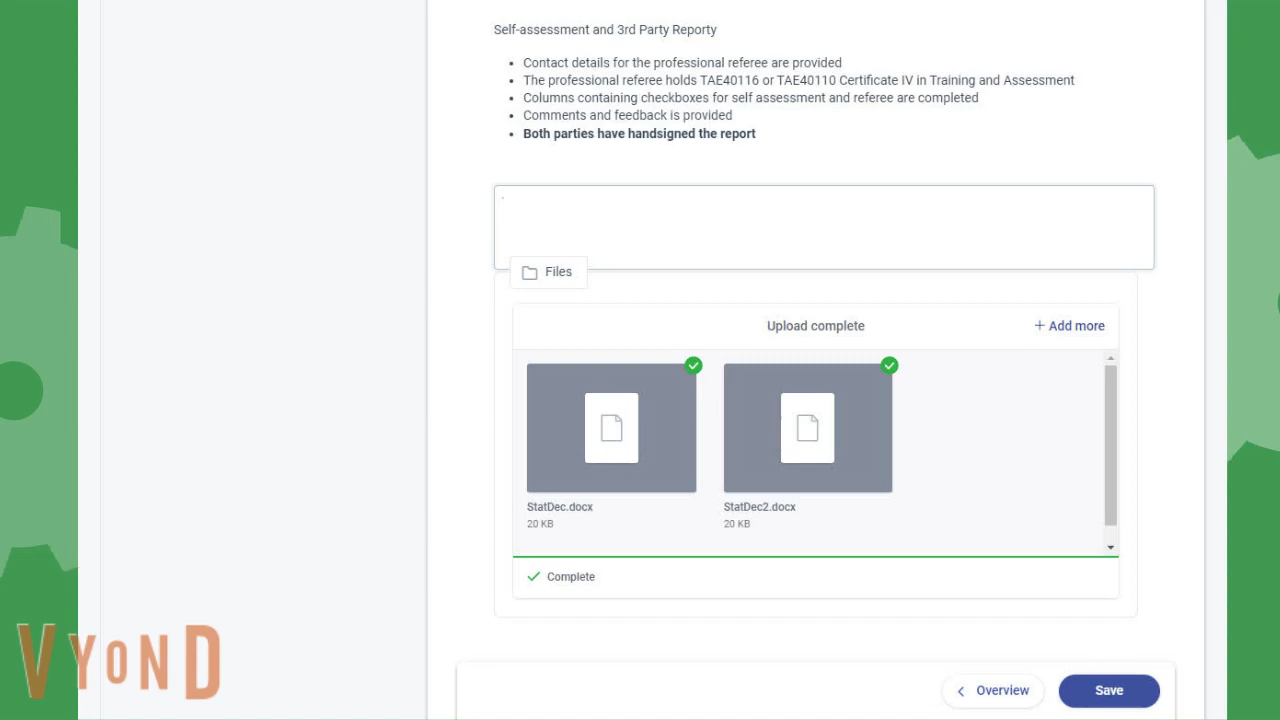 Self-assessment and 3rd Party Reporty
• Contact details for the professional referee are provided
• The professional referee holds TAE40116 or TAE40110 Certificate IV in Training and Assessment
• Columns containing checkboxes for self assessment and referee are completed
• Comments and feedback is provided
• Both parties have handsigned the report
Files
Upload complete
+ Add more
StatDec.docx
20 KB
StatDec2.docx
20 KB
Complete
VYOND
Overview
Save